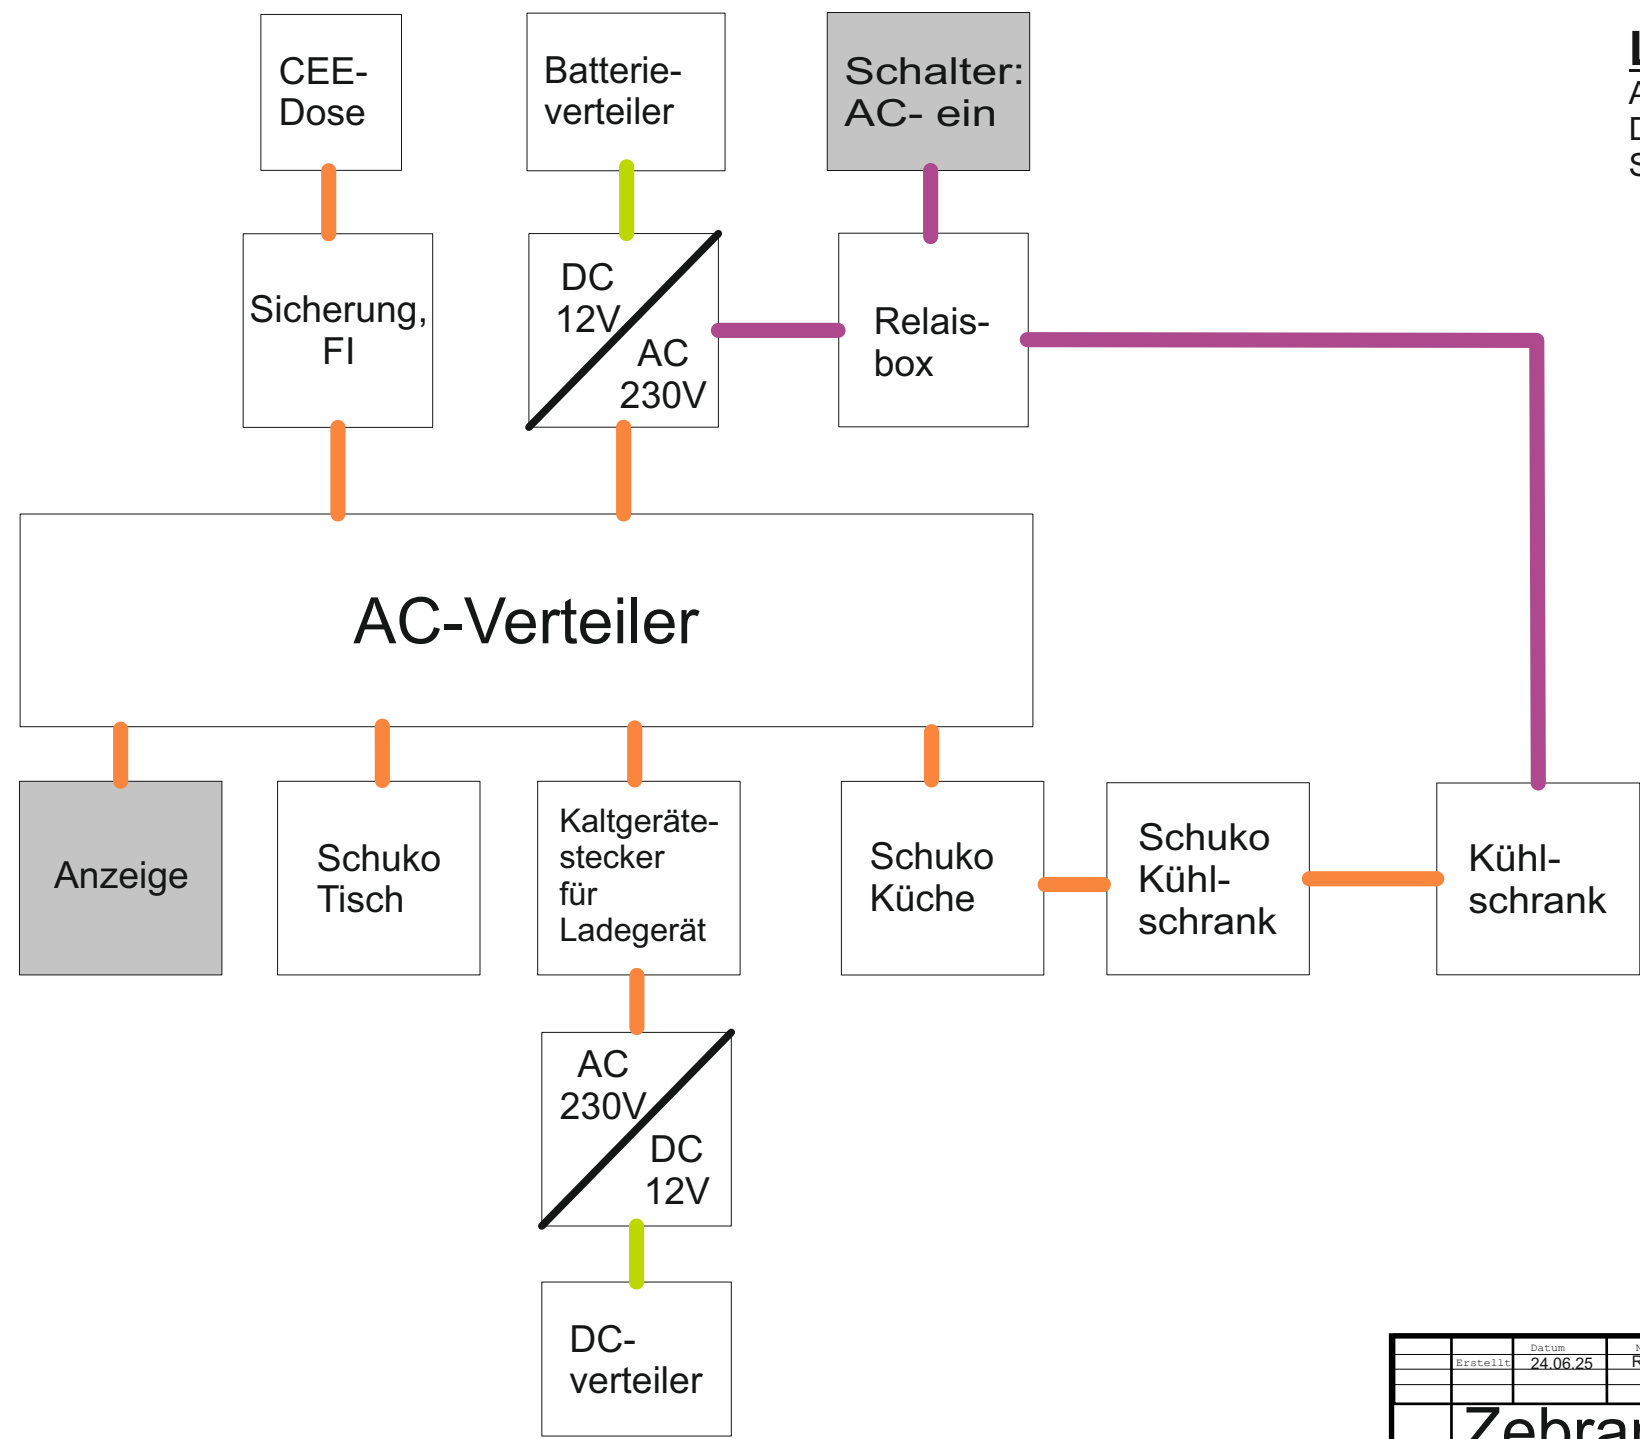 CEE-
Dose
Batterie-
verteiler
Schalter:
AC- ein
Sicherung,
FI
DC
12V
AC
230V
Relais-
box
AC-Verteiler
Anzeige
Schuko
Tisch
Kaltgeräte-
stecker
für
Ladegerät
Schuko
Küche
Schuko
Kühl-
schrank
Kühl-
schrank
AC
230V
DC
12V
DC-
verteiler
Datum
Erstellt 24.06.25